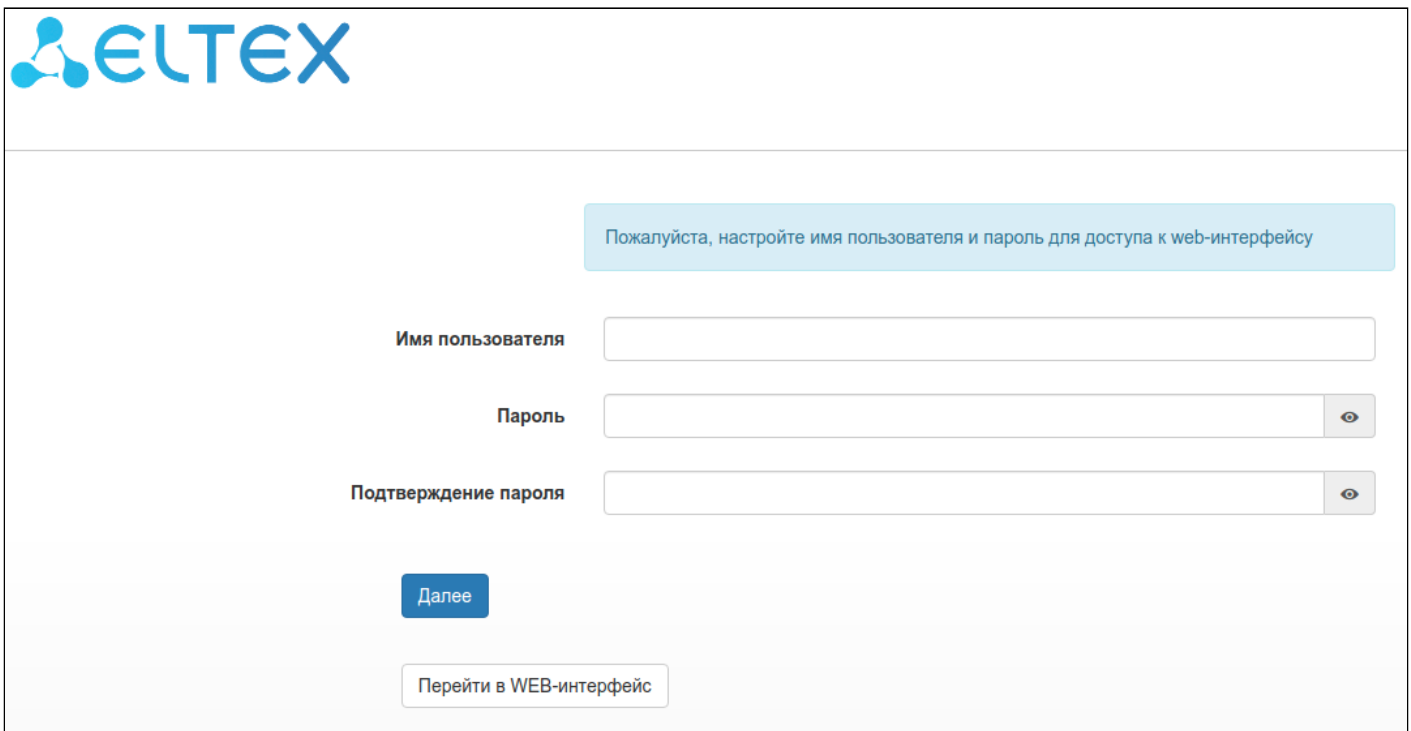 ELTEX
Пожалуйста, настройте имя пользователя и пароль для доступа к web-интерфейсу
Имя пользователя
Пароль
Подтверждение пароля
Далее
Перейти в WEB-интерфейс